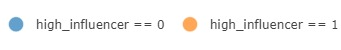 high_influencer == 0 high_influencer == 1